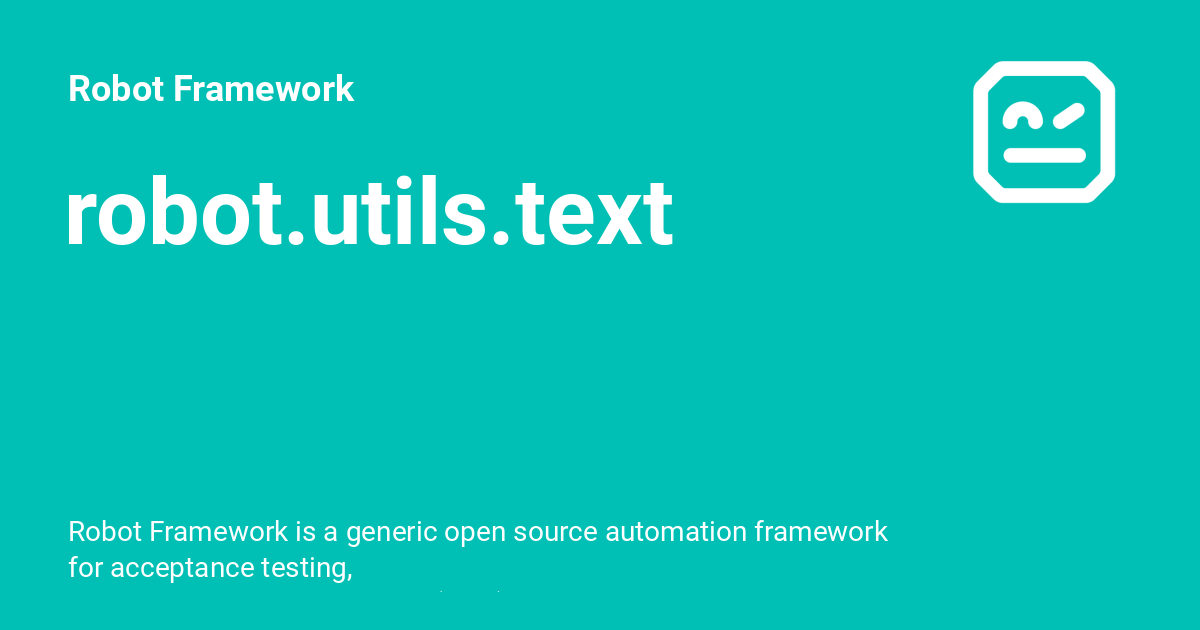 Robot Framework
robot.utils.text
Robot Framework is a generic open source automation framework
for acceptance testing,